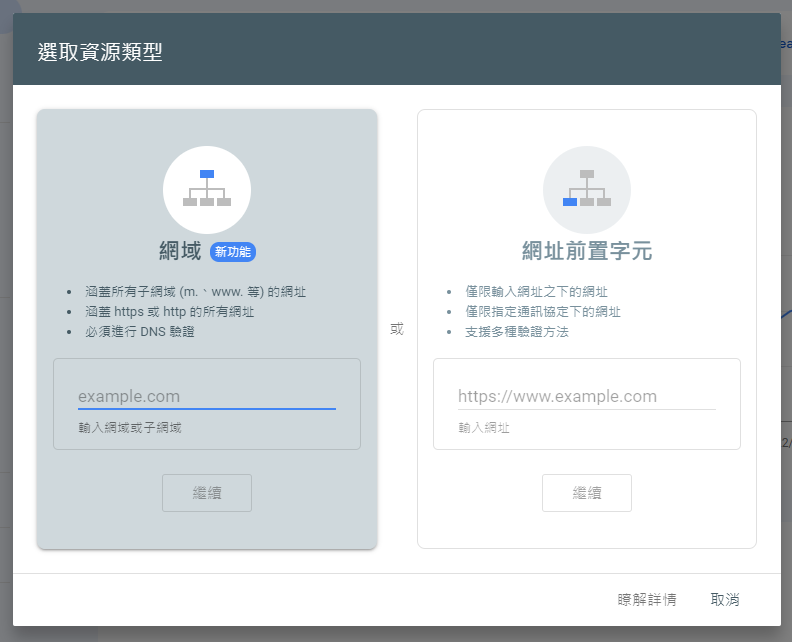 選取資源類型
網域 新功能
涵蓋所有子網域 (m.、www. 等) 的網址
涵蓋 https 或 http 的所有網址
必須進行 DNS 驗證
example.com
輸入網域或子網域
繼續
或
網址前置字元
僅限輸入網址之下的網址
僅限指定通訊協定下的網址
支援多種驗證方法
https://www.example.com
輸入網址
繼續
瞭解詳情 取消